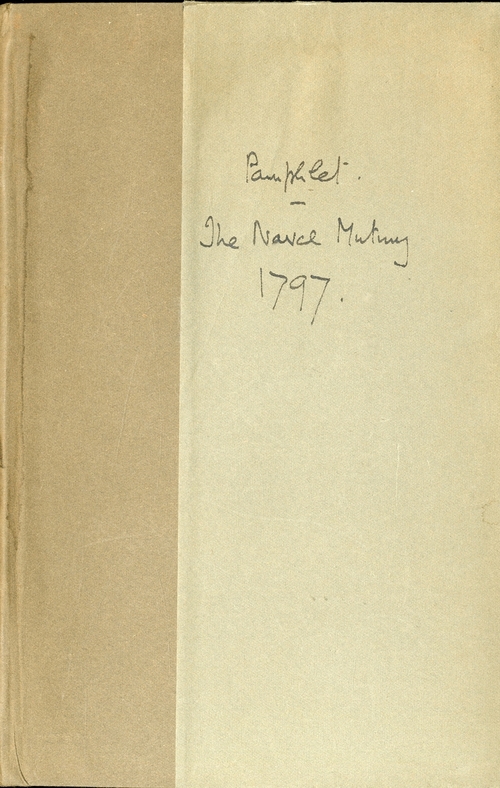 Pamphlet.
–
The Naval Mutiny
1797.